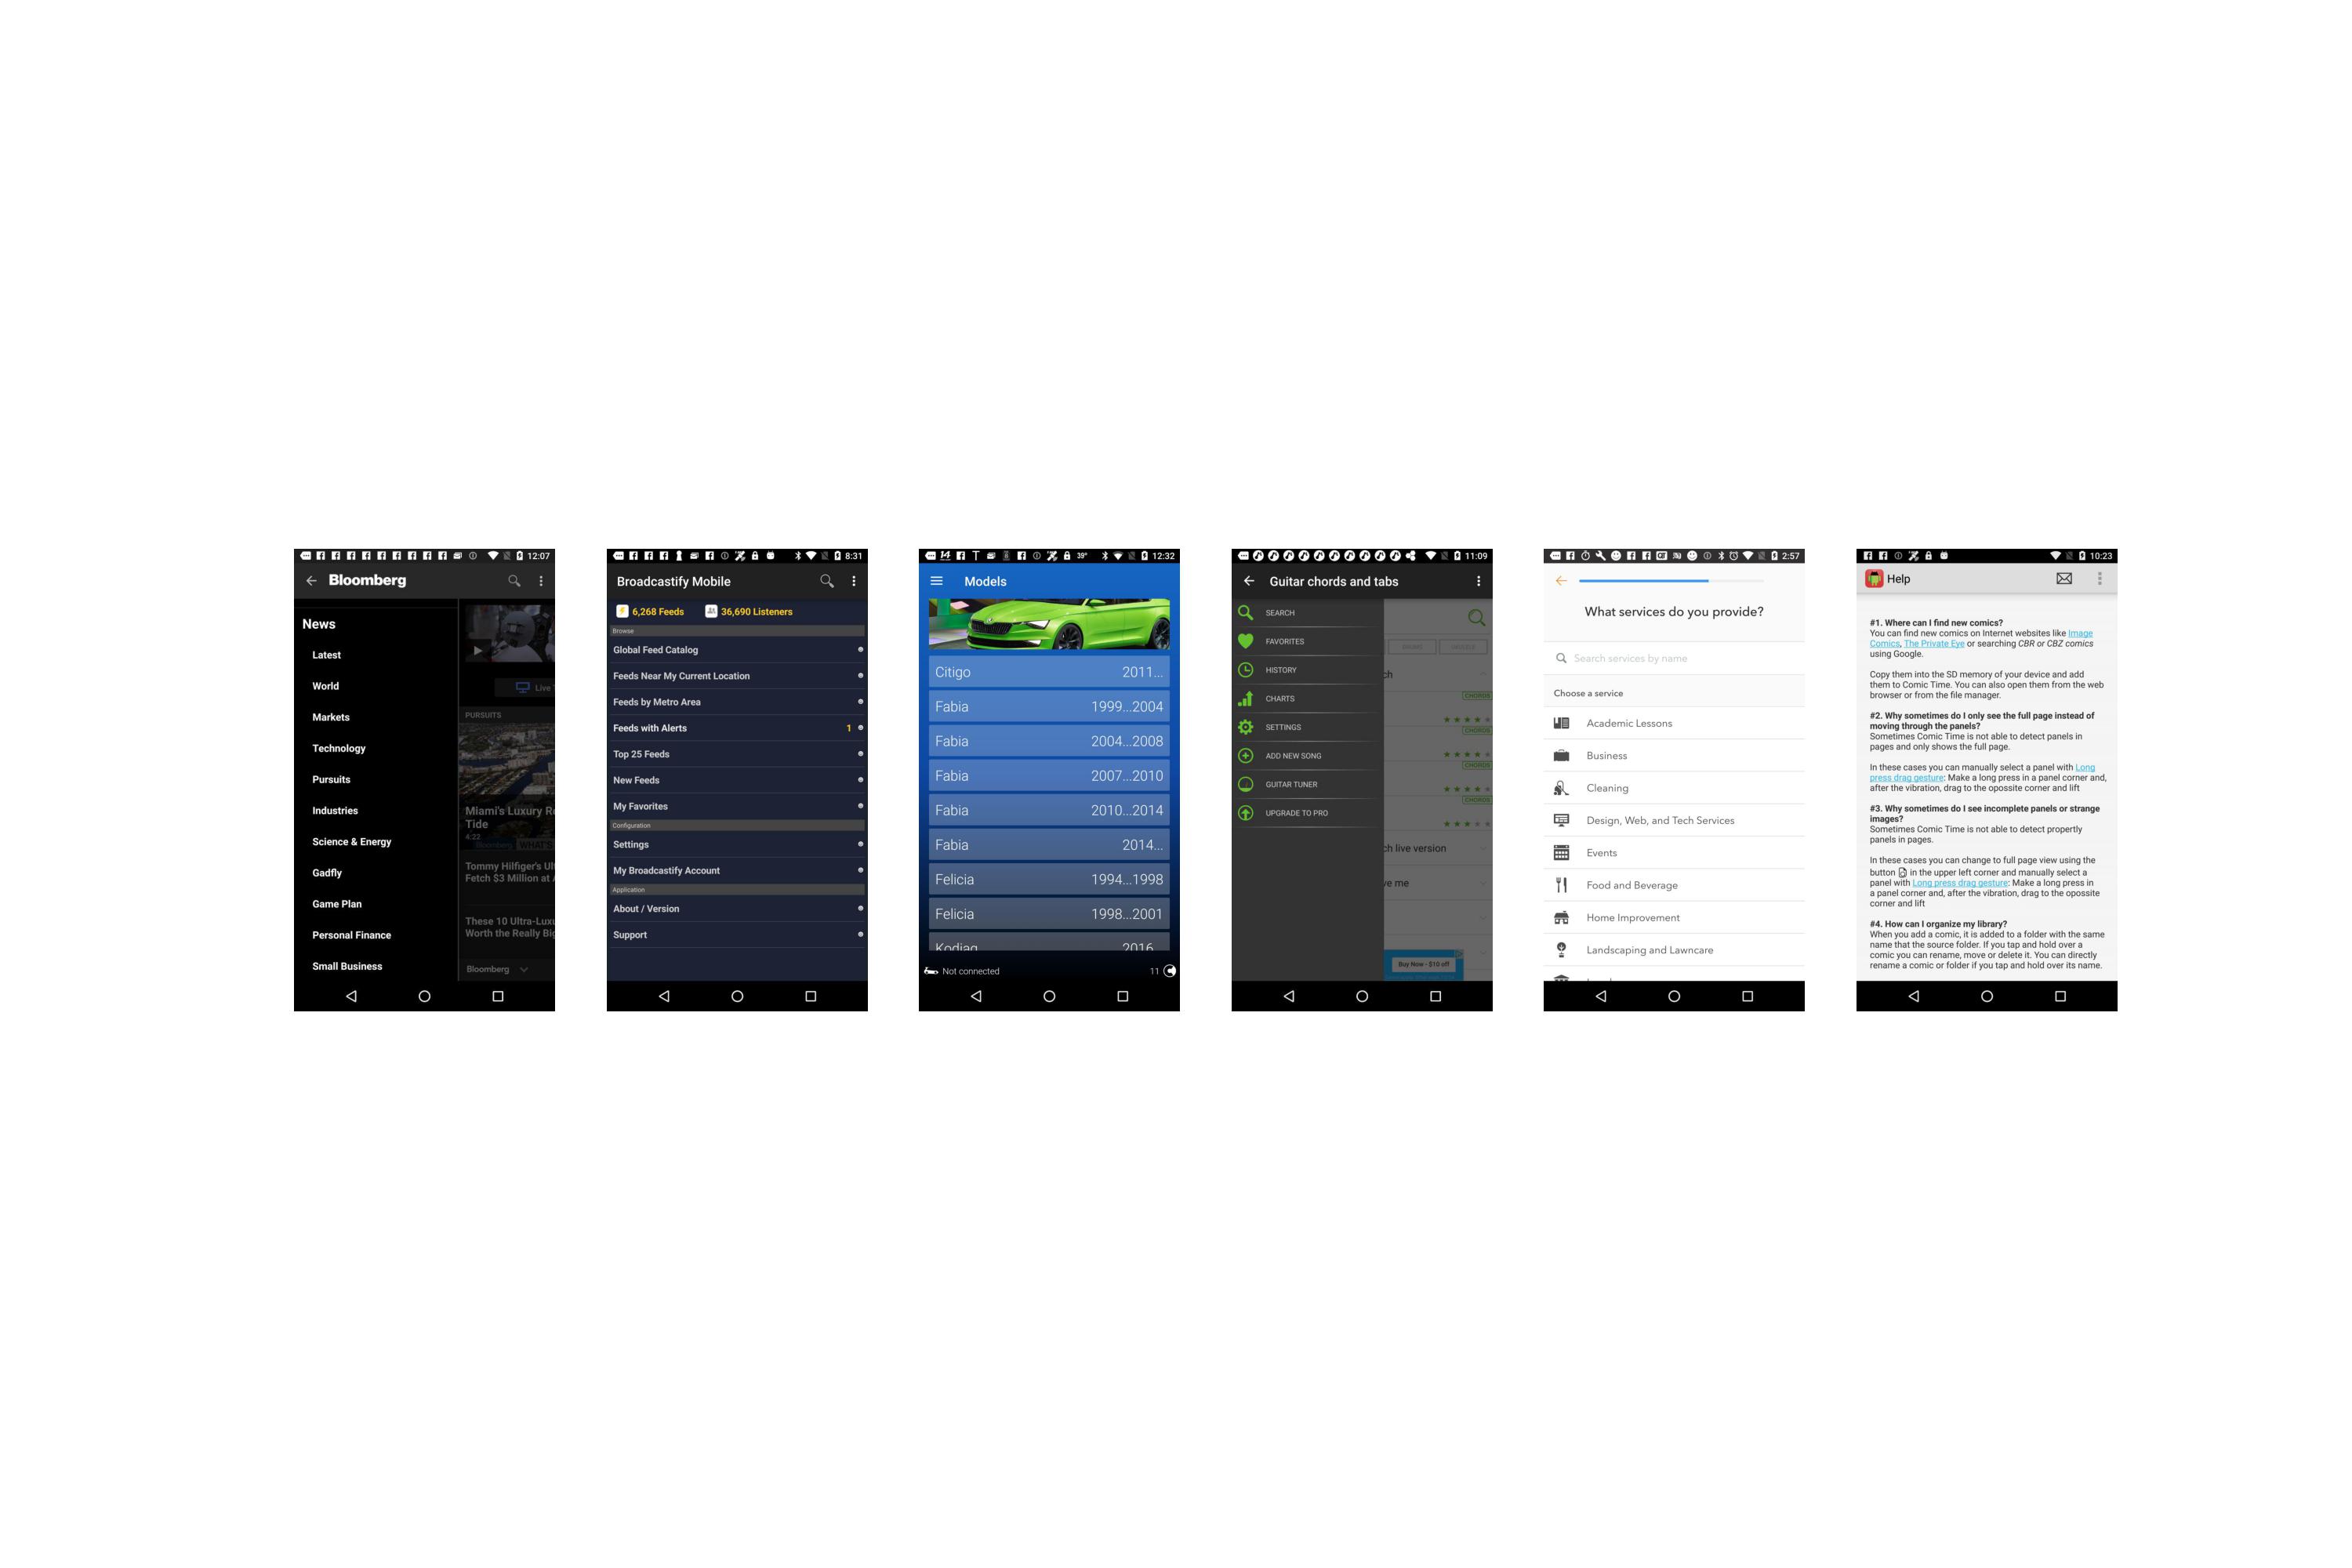 12:07
Bloomberg
News
Latest
World
Markets
Technology
Pursuits
Industries
Science & Energy
Gadfly
Game Plan
Personal Finance
Small Business
Live
PURSUITS
Miami's Luxury
Tide
4:22
Bloomberg WHAT'S
Tommy Hilfiger's
Fetch $3 Million at
These 10 Ultra-Luxu
Worth the Really Big
Bloomberg
8:31
Broadcastify Mobile
6,268 Feeds 36,690 Listeners
Browse
Global Feed Catalog
Feeds Near My Current Location
Feeds by Metro Area
Feeds with Alerts 1
Top 25 Feeds
New Feeds
My Favorites
Configuration
Settings
My Broadcastify Account
Application
About / Version
Support
14 39° 12:32
Models
Citigo 2011...
Fabia 1999...2004
Fabia 2004...2008
Fabia 2007...2010
Fabia 2010...2014
Fabia 2014...
Felicia 1994...1998
Felicia 1998...2001
Kodiaq 2016
Not connected 11
11:09
Guitar chords and tabs
SEARCH
FAVORITES
HISTORY
CHARTS
SETTINGS
ADD NEW SONG
GUITAR TUNER
UPGRADE TO PRO
ch
CHORDS
CHORDS
CHORDS
CHORDS
ch live version
ve me
Buy Now - $10 off
2:57
What services do you provide?
Search services by name
Choose a service
Academic Lessons
Business
Cleaning
Design, Web, and Tech Services
Events
Food and Beverage
Home Improvement
Landscaping and Lawncare
10:23
Help
#1. Where can I find new comics?
You can find new comics on Internet websites like Image
Comics, The Private Eye or searching CBR or CBZ comics
using Google.
Copy them into the SD memory of your device and add
them to Comic Time. You can also open them from the web
browser or from the file manager.
#2. Why sometimes do I only see the full page instead of
moving through the panels?
Sometimes Comic Time is not able to detect panels in
pages and only shows the full page.
In these cases you can manually select a panel with Long
press drag gesture: Make a long press in a panel corner and,
after the vibration, drag to the opossite corner and lift
#3. Why sometimes do I see incomplete panels or strange
images?
Sometimes Comic Time is not able to detect propertly
panels in pages.
In these cases you can change to full page view using the
button in the upper left corner and manually select a
panel with Long press drag gesture: Make a long press in
a panel corner and, after the vibration, drag to the opossite
corner and lift
#4. How can I organize my library?
When you add a comic, it is added to a folder with the same
name that the source folder. If you tap and hold over a
comic you can rename, move or delete it. You can directly
rename a comic or folder if you tap and hold over its name.